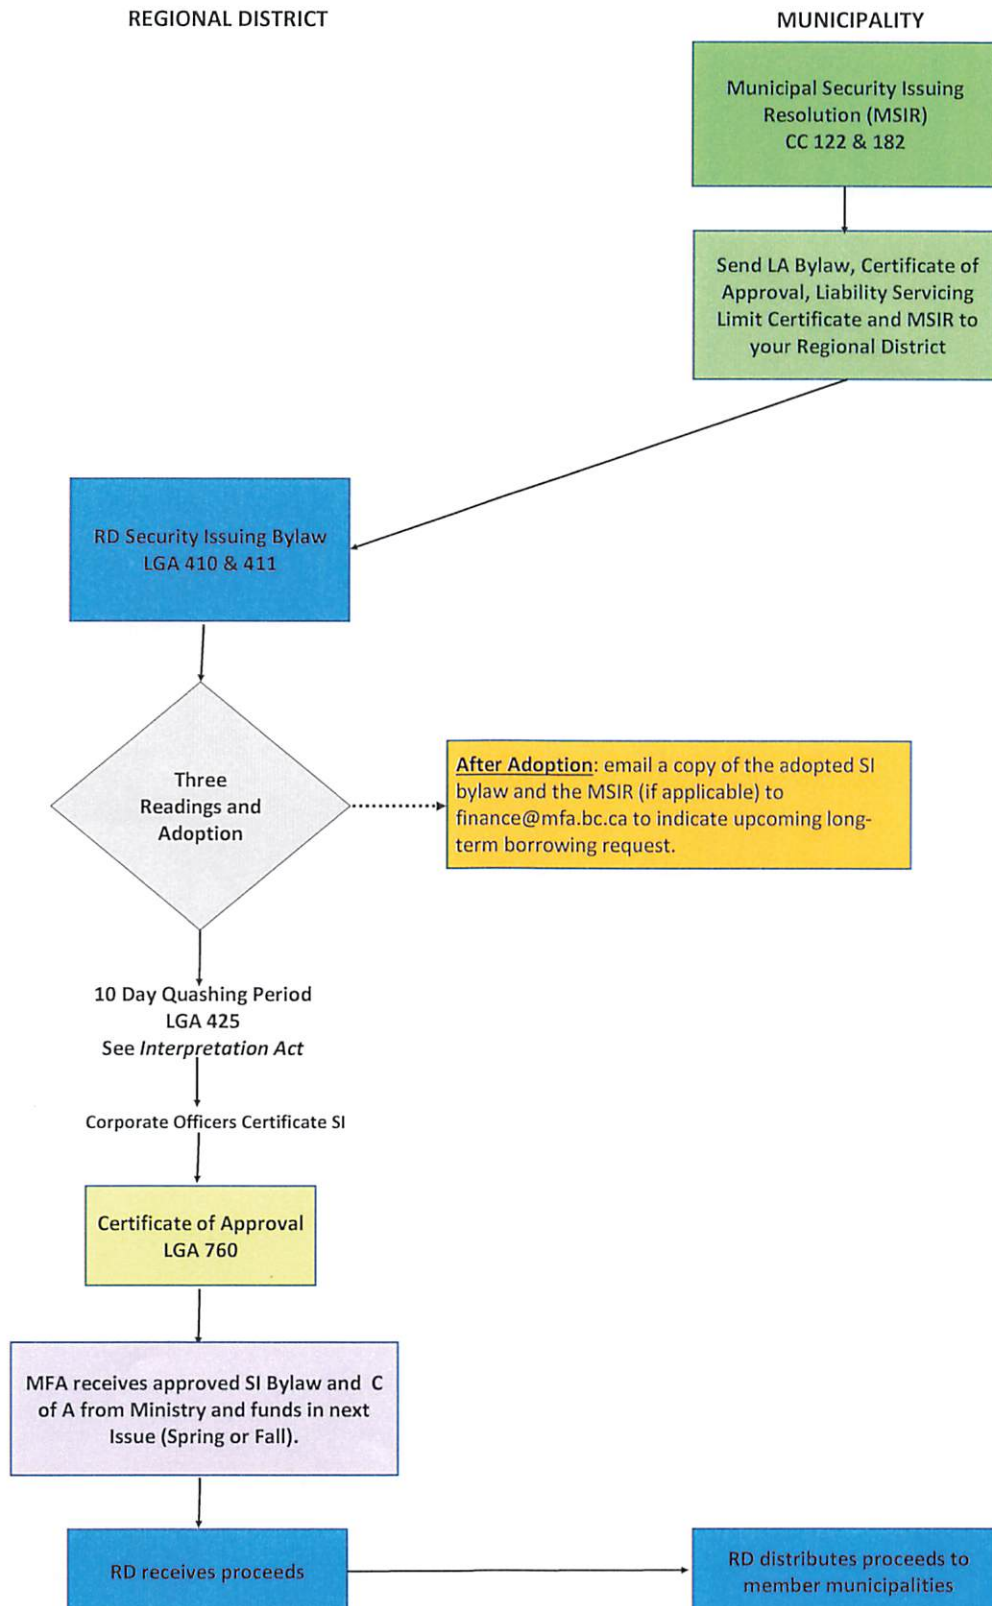 REGIONAL DISTRICT
MUNICIPALITY
Municipal Security Issuing
Resolution (MSIR)
CC 122 & 182
Send LA Bylaw, Certificate of
Approval, Liability Servicing
Limit Certificate and MSIR to
your Regional District
RD Security Issuing Bylaw
LGA 410 & 411
Three
Readings and
Adoption
After Adoption: email a copy of the adopted SI
bylaw and the MSIR (if applicable) to
finance@mfa.bc.ca to indicate upcoming long-
term borrowing request.
10 Day Quashing Period
LGA 425
See Interpretation Act
Corporate Officers Certificate SI
Certificate of Approval
LGA 760
MFA receives approved SI Bylaw and C
of A from Ministry and funds in next
Issue (Spring or Fall).
RD receives proceeds
RD distributes proceeds to
member municipalities